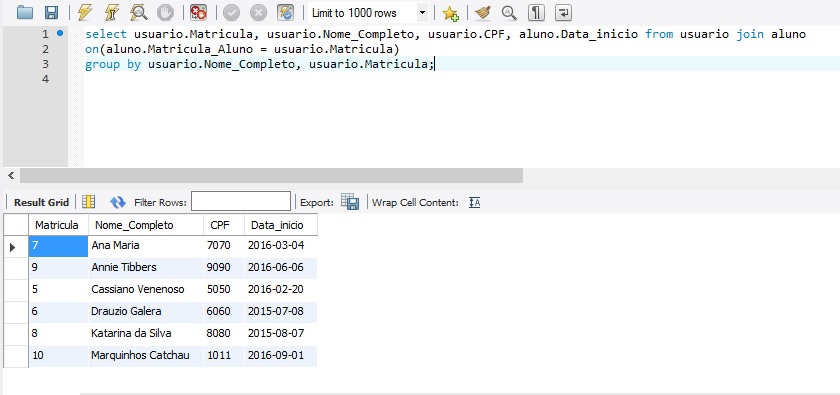 Limit to 1000 rows
1 select usuario.Matricula, usuario.Nome_Completo, usuario.CPF, aluno.Data_inicio from usuario join aluno
2 on(aluno.Matricula_Aluno = usuario.Matricula)
3 group by usuario.Nome_Completo, usuario.Matricula;
4
Result Grid Filter Rows: Export: Wrap Cell Content:
Matricula Nome_Completo CPF Data_inicio
7 Ana Maria 7070 2016-03-04
9 Annie Tibbers 9090 2016-06-06
5 Cassiano Venenoso 5050 2016-02-20
6 Drauzio Galera 6060 2015-07-08
8 Katarina da Silva 8080 2015-08-07
10 Marquinhos Catchau 1011 2016-09-01